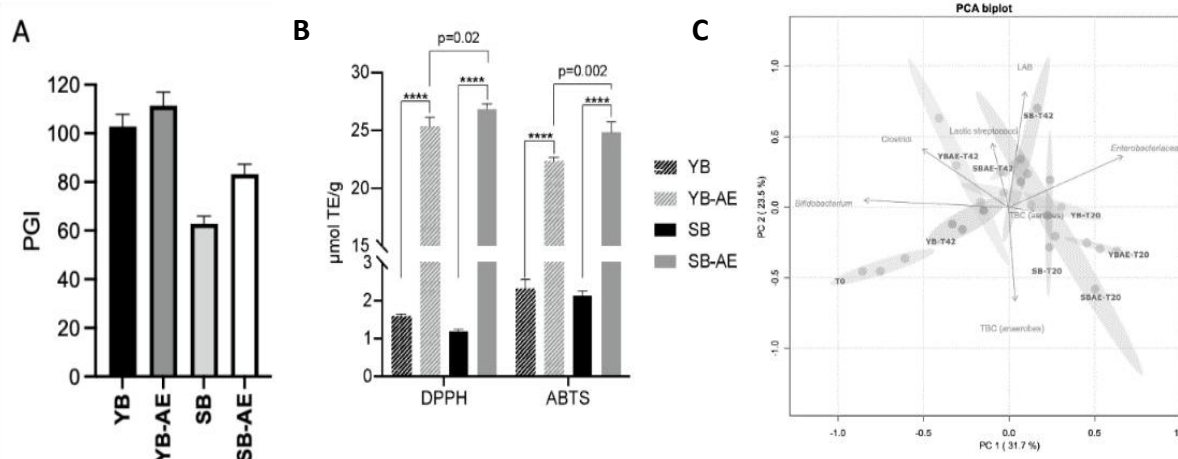 A
PGI
120
100
80
60
40
20
0
YB
YB-AE
SB
SB-AE
B
p=0.02
p=0.002
****
****
****
****
µmol TE/g
30
25
20
15
3
2
1
0
DPPH
ABTS
YB
YB-AE
SB
SB-AE
C
PCA biplot
PC 2 ( 23.5 %)
1.0
0.5
0.0
-0.5
-1.0
LAB
SB-T42
Lactic streptococci
Clostridi
Enterobacteriaceae
YBAE-T42
SBAE-T42
Bifidobacterium
TBC (aerobes)
YB-T20
YB-T42
YBAE-T20
SB-T20
T0
SBAE-T20
TBC (anaerobes)
-1.0
-0.5
0.0
0.5
PC 1 ( 31.7 %)